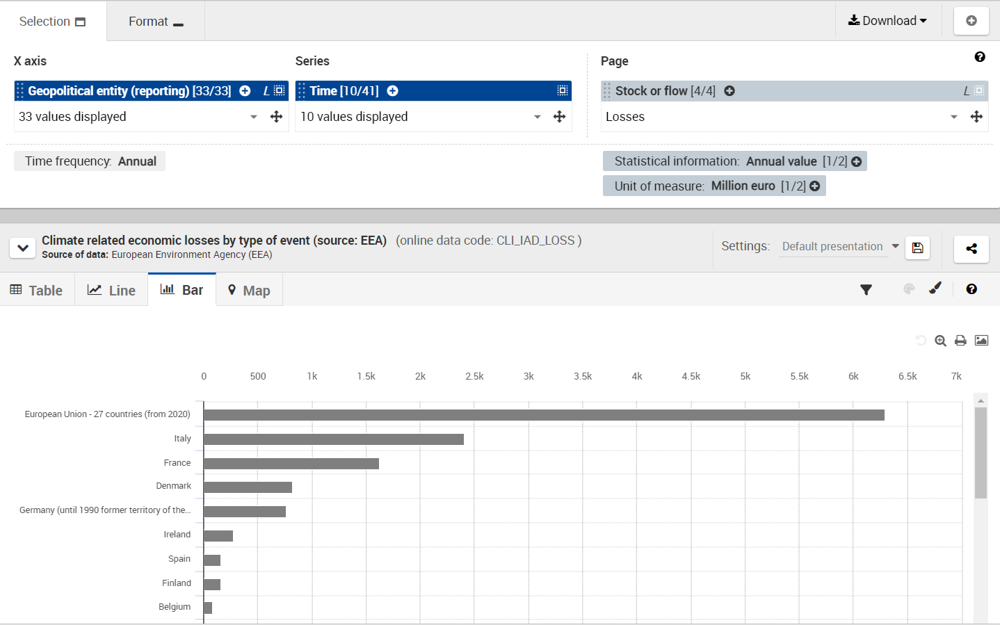 Selection
Format
Download
X axis
Series
Page
Geopolitical entity (reporting) [33/33] L
Time [10/41]
Stock or flow [4/4] L
33 values displayed
10 values displayed
Losses
Time frequency: Annual
Statistical information: Annual value [1/2]
Unit of measure: Million euro [1/2]
Climate related economic losses by type of event (source: EEA) (online data code: CLI_IAD_LOSS )
Source of data: European Environment Agency (EEA)
Settings: Default presentation
Table
Line
Bar
Map
0 500 1k 1.5k 2k 2.5k 3k 3.5k 4k 4.5k 5k 5.5k 6k 6.5k 7k
European Union - 27 countries (from 2020)
Italy
France
Denmark
Germany (until 1990 former territory of the...
Ireland
Spain
Finland
Belgium